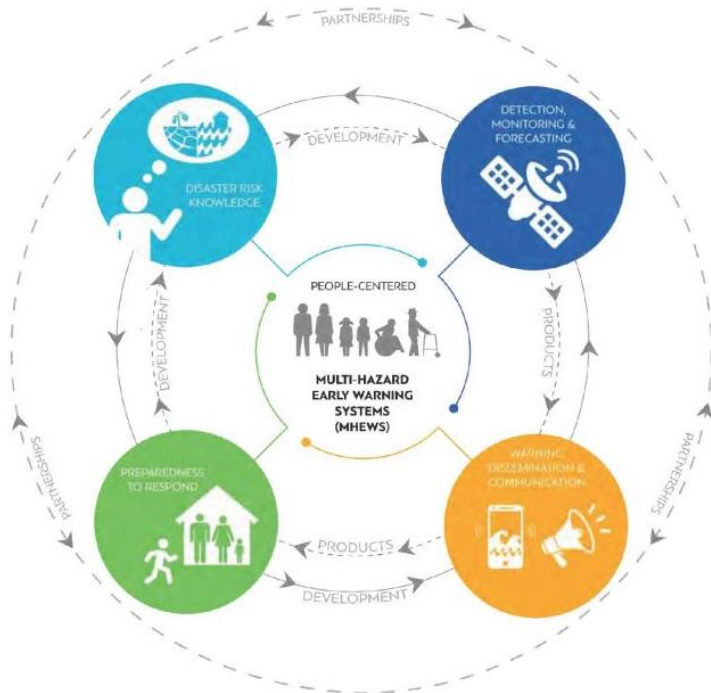 PARTNERSHIPS
DETECTION,
MONITORING &
FORECASTING
DEVELOPMENT
DISASTER RISK
KNOWLEDGE
PEOPLE-CENTERED
MULTI-HAZARD
EARLY WARNING
SYSTEMS
(MHEWS)
DEVELOPMENT
PRODUCTS
PREPAREDNESS
TO RESPOND
WARNING,
DISSEMINATION &
COMMUNICATION
PARTNERSHIPS
PARTNERSHIPS
PRODUCTS
DEVELOPMENT